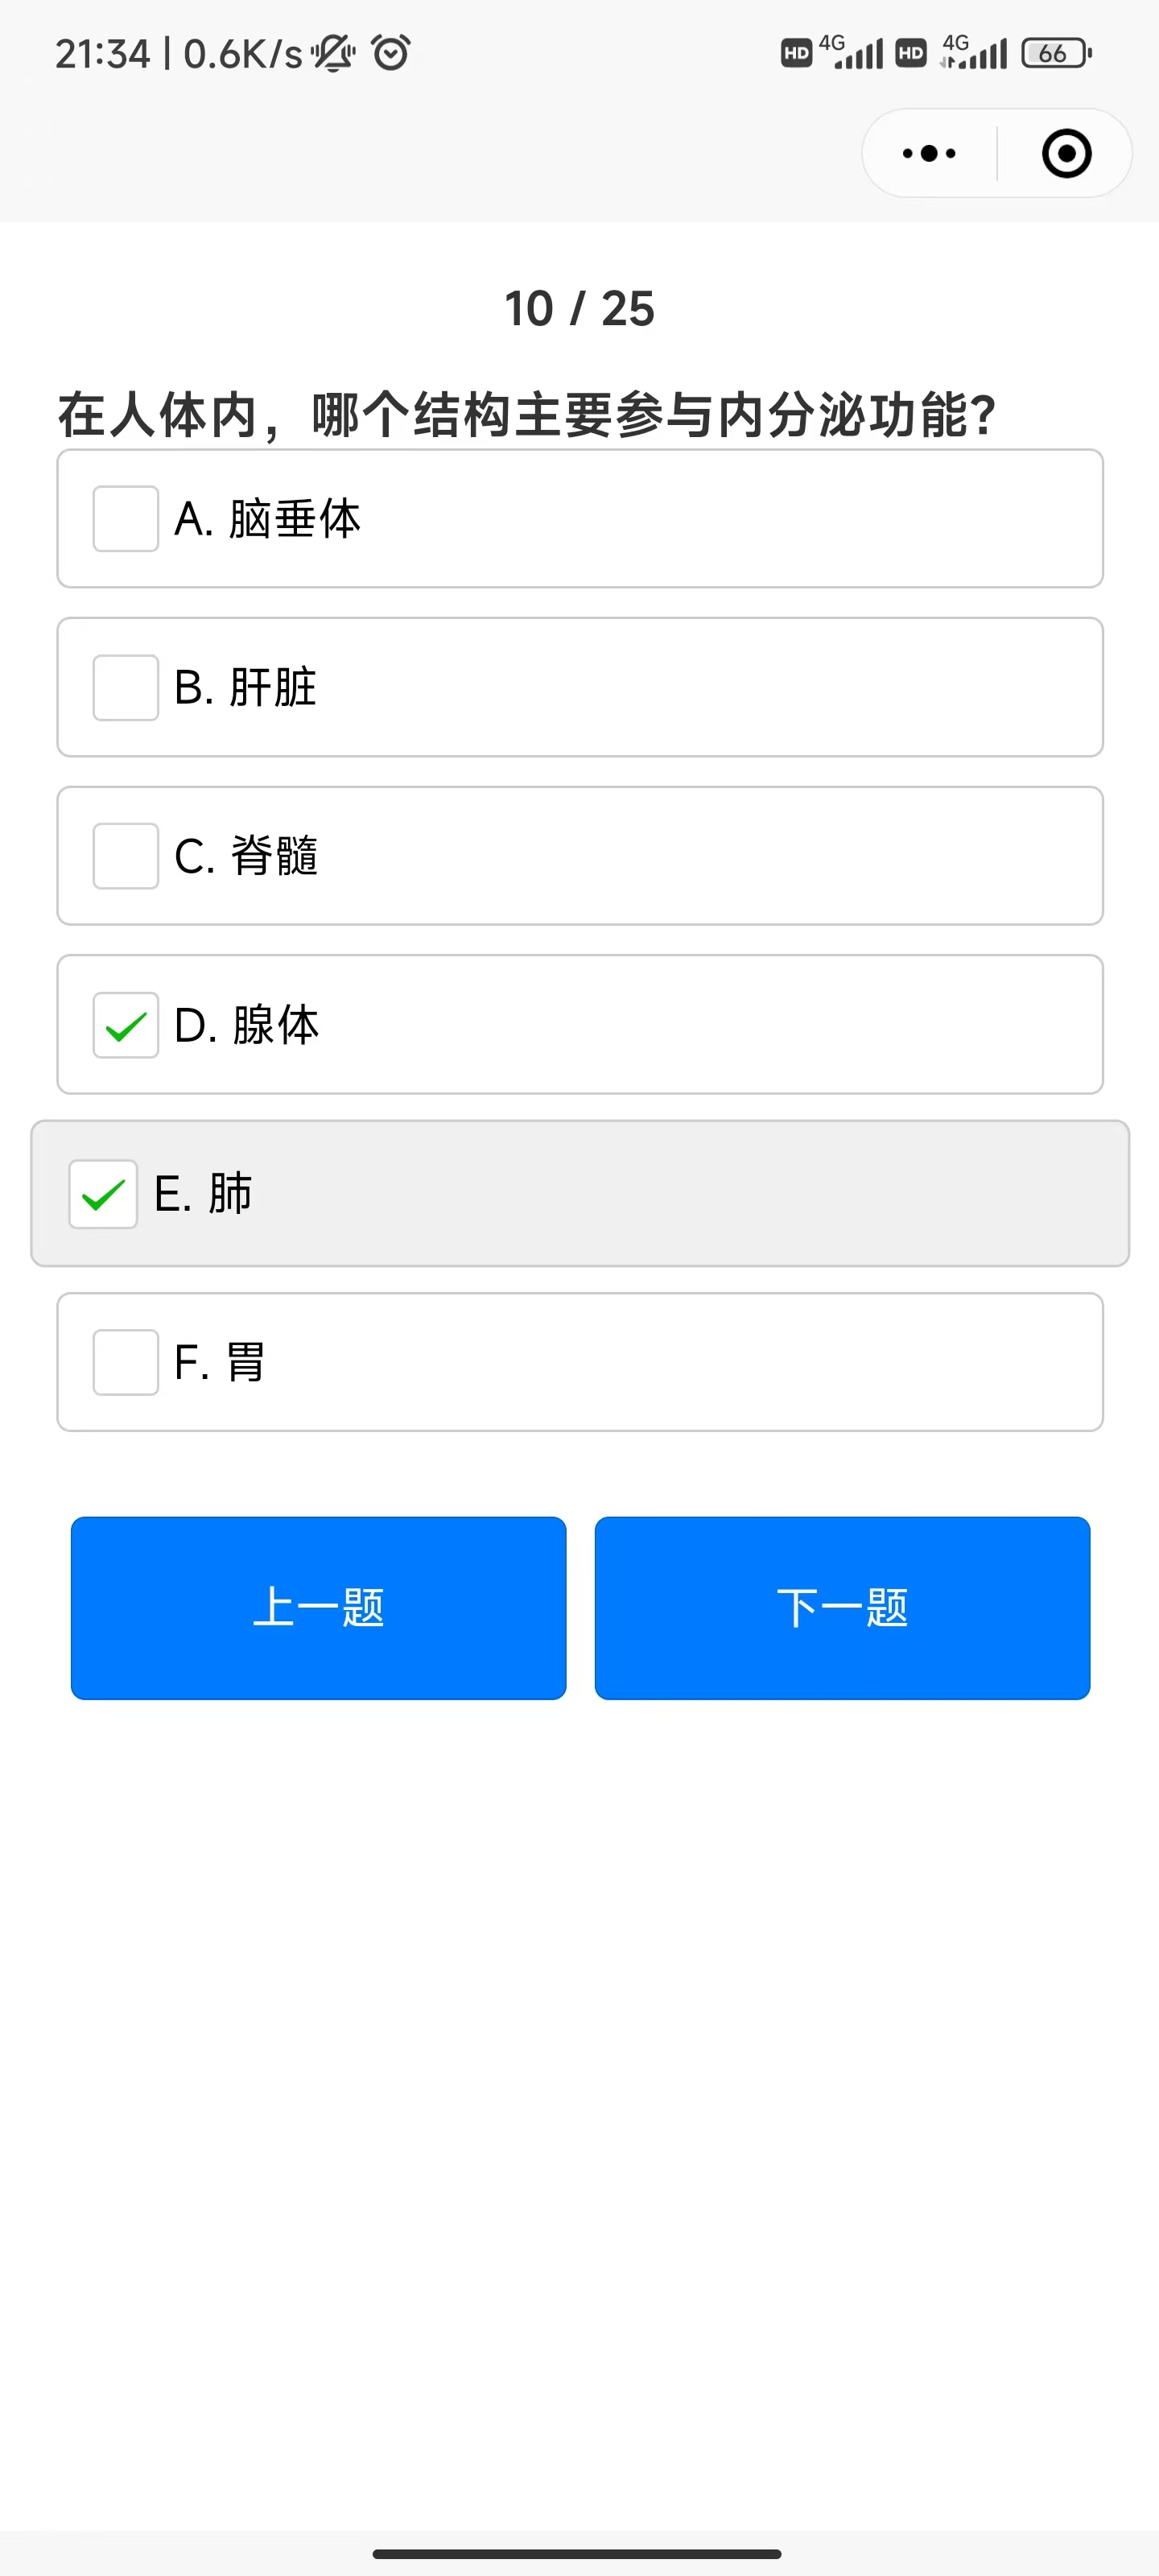 21:34 | 0.6K/s
HD 4G HD 4G 66
10 / 25
在人体内，哪个结构主要参与内分泌功能？
A. 脑垂体
B. 肝脏
C. 脊髓
D. 腺体
E. 肺
F. 胃
上一题 下一题